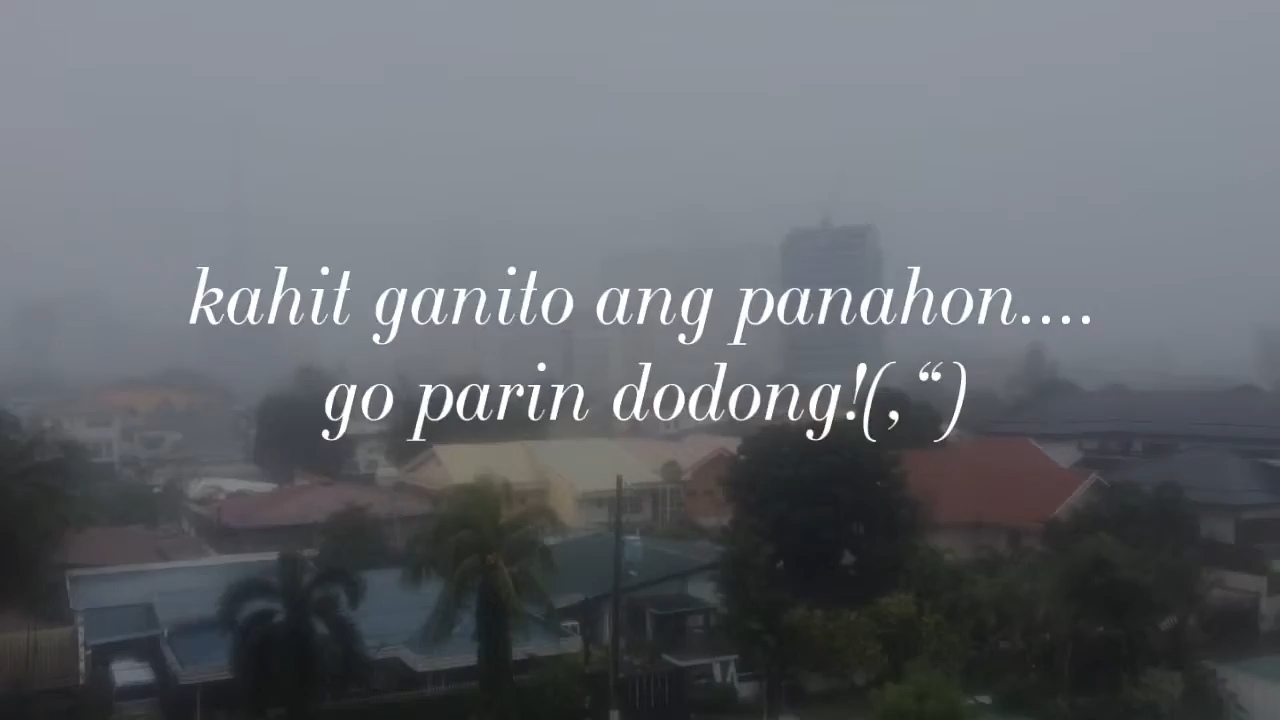 kahit ganito ang panahon....
go parin dodong!(,“)